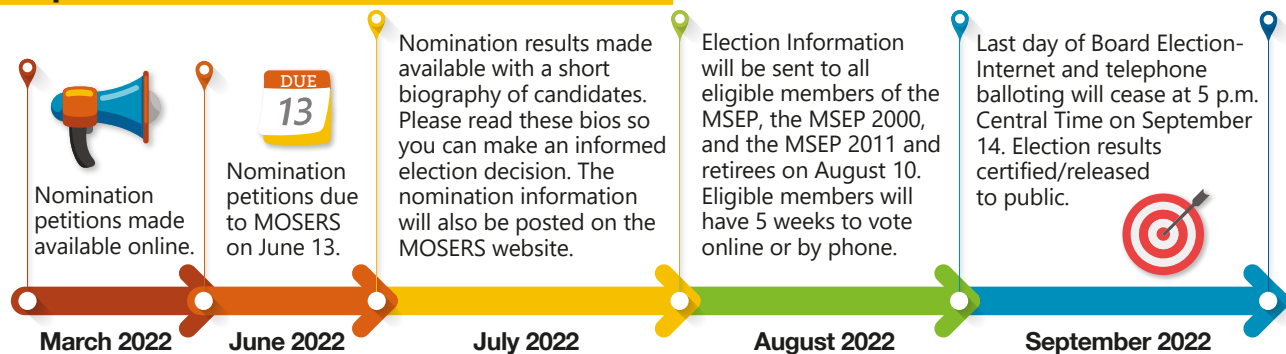 Nomination
petitions made
available online.
DUE
13
Nomination
petitions due
to MOSERS
on June 13.
Nomination results made
available with a short
biography of candidates.
Please read these bios so
you can make an informed
election decision. The
nomination information
will also be posted on the
MOSERS website.
Election Information
will be sent to all
eligible members of the
MSEP, the MSEP 2000,
and the MSEP 2011 and
retirees on August 10.
Eligible members will
have 5 weeks to vote
online or by phone.
Last day of Board Election-
Internet and telephone
balloting will cease at 5 p.m.
Central Time on September
14. Election results
certified/released
to public.
March 2022
June 2022
July 2022
August 2022
September 2022